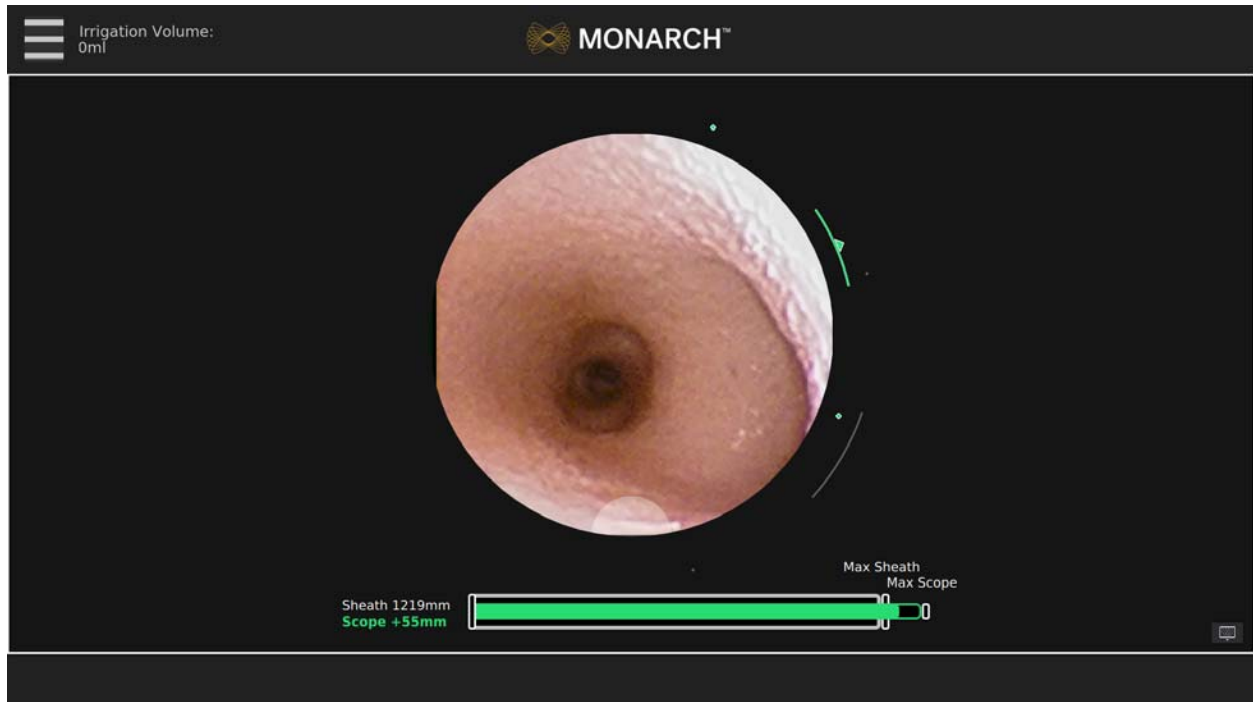 Irrigation Volume:
0ml
MONARCH™
Max Sheath
Max Scope
Sheath 1219mm
Scope +55mm